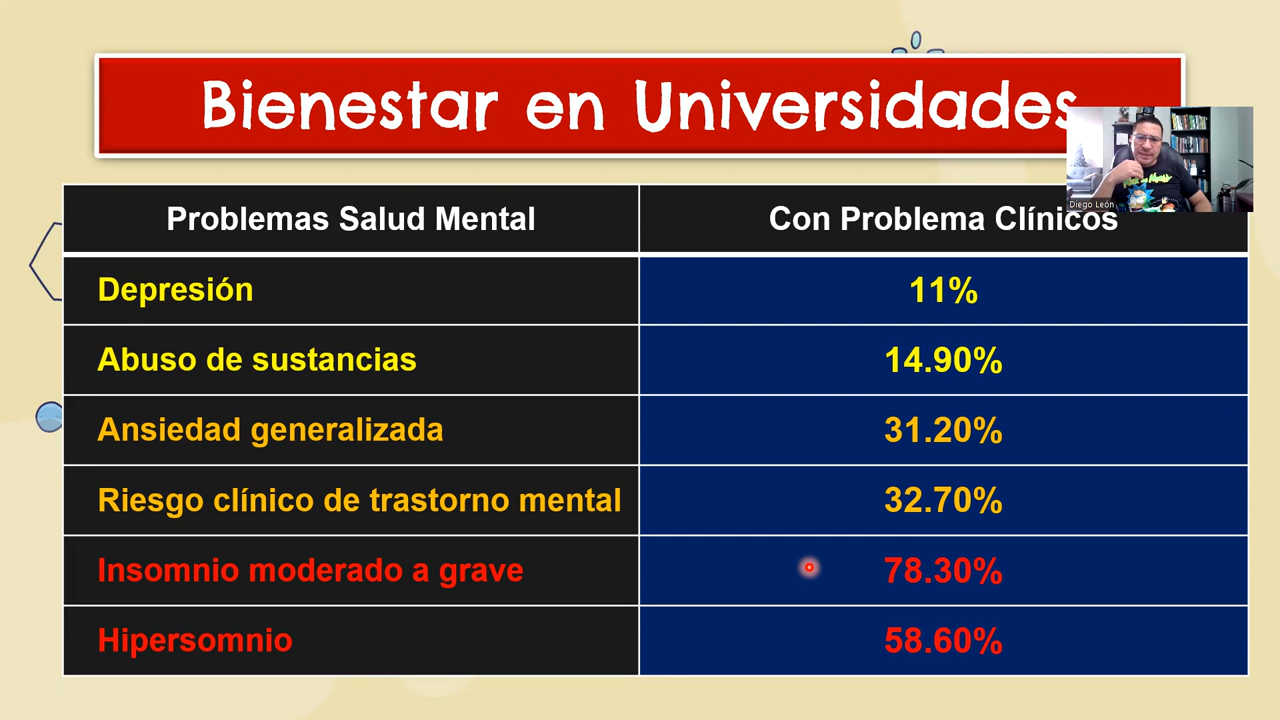 Bienestar en Universidades
Diego León
Problemas Salud Mental
Con Problema Clínicos
Depresión
11%
Abuso de sustancias
14.90%
Ansiedad generalizada
31.20%
Riesgo clínico de trastorno mental
32.70%
Insomnio moderado a grave
78.30%
Hipersomnio
58.60%